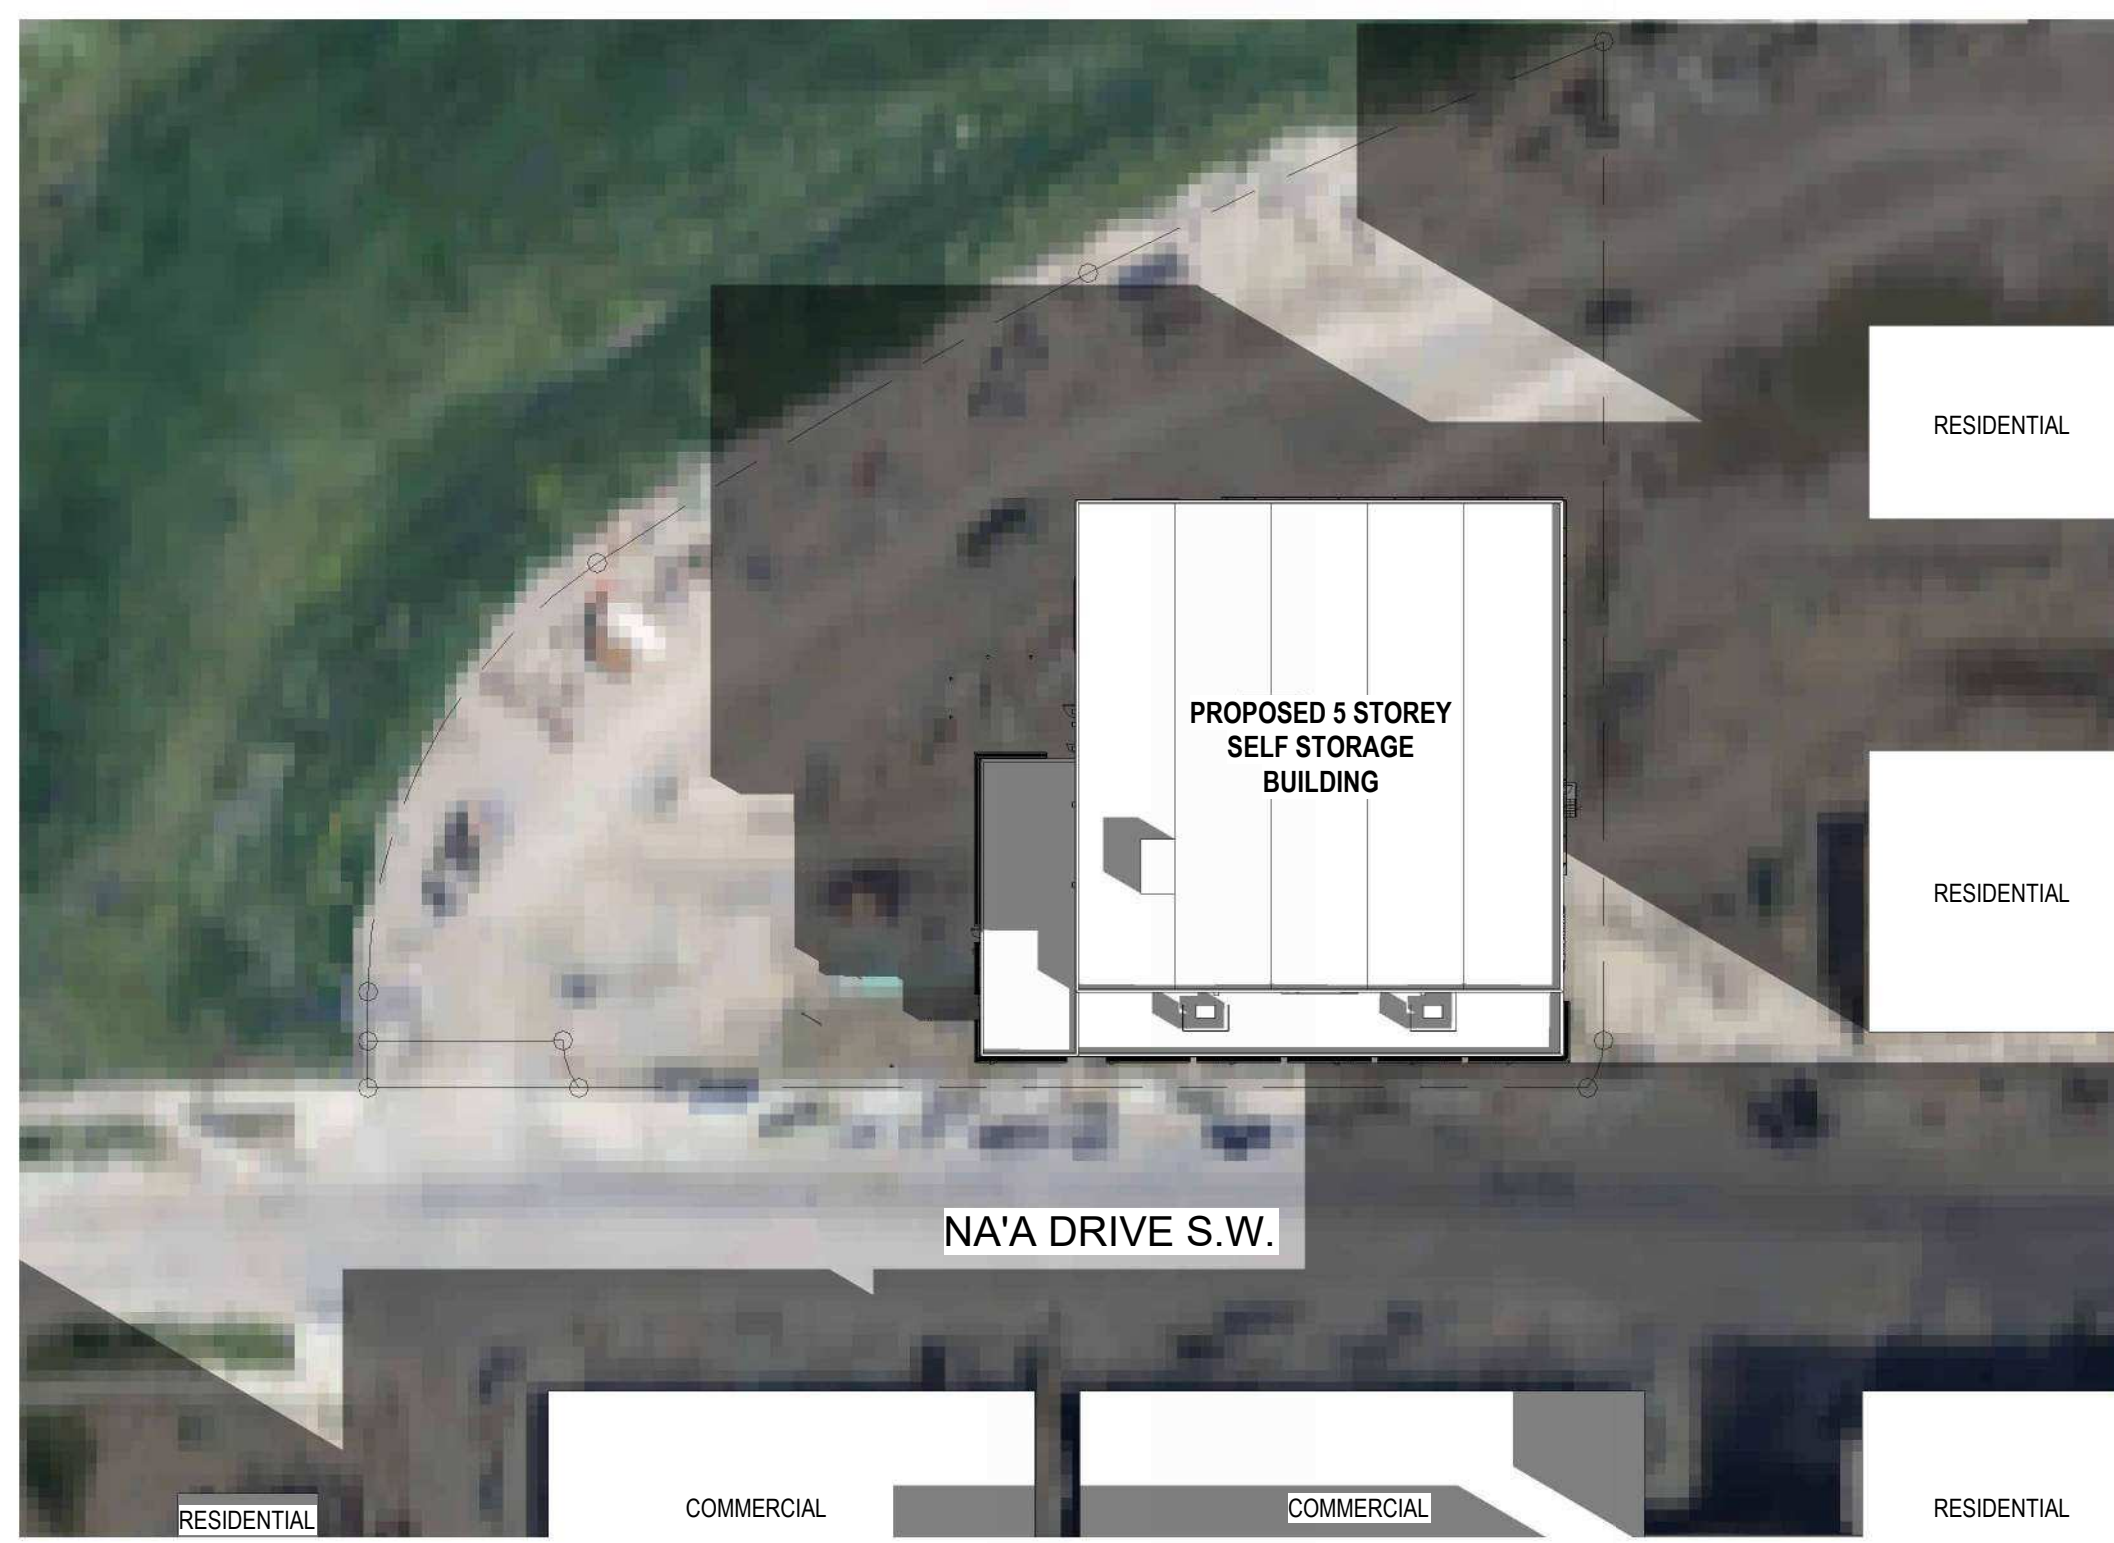 RESIDENTIAL
PROPOSED 5 STOREY
SELF STORAGE
BUILDING
RESIDENTIAL
NA'A DRIVE S.W.
RESIDENTIAL
COMMERCIAL
COMMERCIAL
RESIDENTIAL